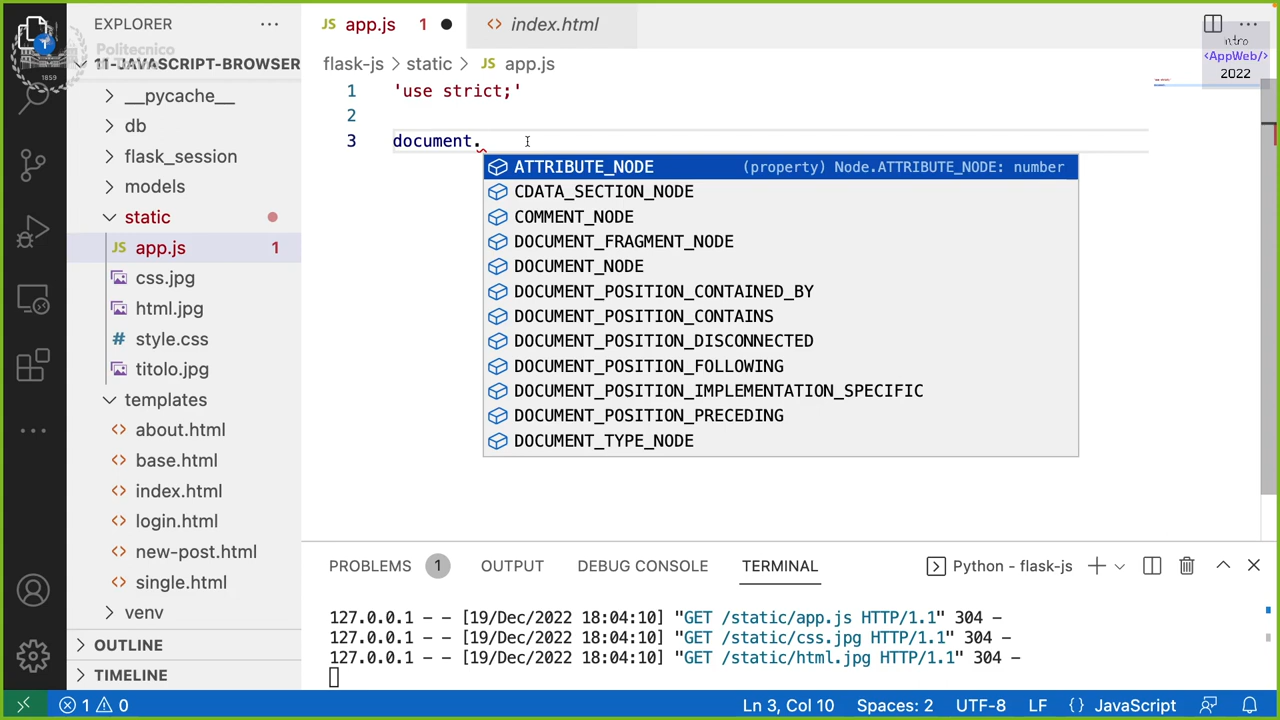 EXPLORER
app.js 1
index.html
Politecnico
1859
11-JAVASCRIPT-BROWSER
ntro
<AppWeb/>
2022
flask-js > static > JS app.js
__pycache__
db
flask_session
models
static
JS app.js 1
css.jpg
html.jpg
# style.css
titolo.jpg
templates
<> about.html
<> base.html
<> index.html
<> login.html
<> new-post.html
<> single.html
venv
OUTLINE
TIMELINE
1 'use strict;'
2
3 document.
ATTRIBUTE_NODE (property) Node.ATTRIBUTE_NODE: number
CDATA_SECTION_NODE
COMMENT_NODE
DOCUMENT_FRAGMENT_NODE
DOCUMENT_NODE
DOCUMENT_POSITION_CONTAINED_BY
DOCUMENT_POSITION_CONTAINS
DOCUMENT_POSITION_DISCONNECTED
DOCUMENT_POSITION_FOLLOWING
DOCUMENT_POSITION_IMPLEMENTATION_SPECIFIC
DOCUMENT_POSITION_PRECEDING
DOCUMENT_TYPE_NODE
PROBLEMS 1 OUTPUT DEBUG CONSOLE TERMINAL Python - flask-js
127.0.0.1 - - [19/Dec/2022 18:04:10] "GET /static/app.js HTTP/1.1" 304 -
127.0.0.1 - - [19/Dec/2022 18:04:10] "GET /static/css.jpg HTTP/1.1" 304 -
127.0.0.1 - - [19/Dec/2022 18:04:10] "GET /static/html.jpg HTTP/1.1" 304 -
1 0 Ln 3, Col 10 Spaces: 2 UTF-8 LF {} JavaScript